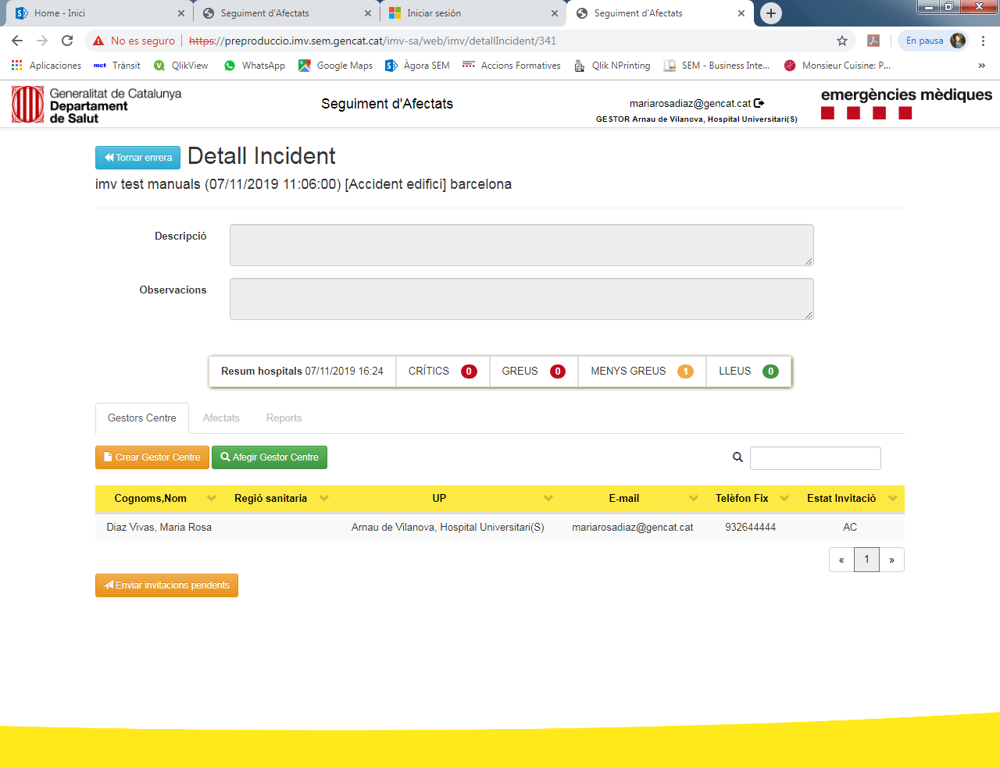 Home - Inici
Seguiment d'Afectats
Iniciar sesión
Seguiment d'Afectats
No es seguro | https://preproduccio.imv.sem.gencat.cat/imv-sa/web/imv/detallIncident/341
En pausa
Aplicaciones
mct Trànsit
QlikView
WhatsApp
Google Maps
Àgora SEM
Accions Formatives
Qlik NPrinting
SEM - Business Inte...
Monsieur Cuisine: P...
»
Generalitat de Catalunya
Departament
de Salut
Seguiment d'Afectats
mariarosadiaz@gencat.cat
GESTOR Arnau de Vilanova, Hospital Universitari(S)
emergències mèdiques
Tornar enrera
Detall Incident
imv test manuals (07/11/2019 11:06:00) [Accident edifici] barcelona
Descripció
Observacions
Resum hospitals 07/11/2019 16:24
CRÍTICS 0
GREUS 0
MENYS GREUS 1
LLEUS 0
Gestors Centre
Afectats
Reports
Crear Gestor Centre
Afegir Gestor Centre
Cognoms,Nom
Regió sanitaria
UP
E-mail
Telèfon Fix
Estat Invitació
Diaz Vivas, Maria Rosa
Arnau de Vilanova, Hospital Universitari(S)
mariarosadiaz@gencat.cat
932644444
AC
« 1 »
Enviar invitacions pendents